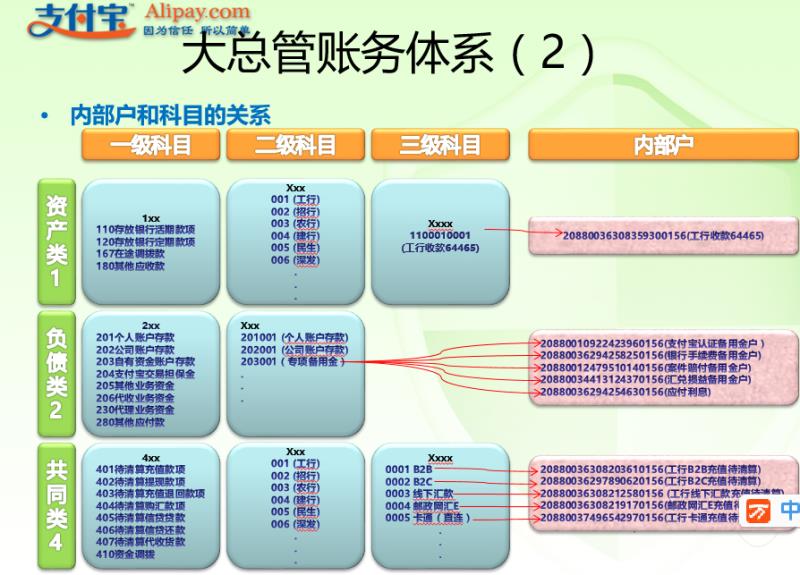 支付宝™ Alipay.com
因为信任 所以简单
大总管账务体系（2）
• 内部户和科目的关系
一级科目 二级科目 三级科目 内部户
资产类1
1xx
110存放银行活期款项
120存放银行定期款项
167在途调拨款
180其他应收款
Xxx
001 (工行)
002 (招行)
003 (农行)
004 (建行)
005 (民生)
006 (深发)
.
.
.
Xxxx
1100010001
(工行收款64465)
20880036308359300156(工行收款64465)
负债类2
2xx
201个人账户存款
202公司账户存款
203自有资金账户存款
204支付宝交易担保金
205其他业务资金
206代收业务资金
230代理业务资金
280其他应付款
Xxx
201001 (个人账户存款)
202001 (公司账户存款)
203001（专项备用金）
.
.
.
20880010922423960156(支付宝认证备用金户）
20880036294258250156(银行手续费备用金户)
20880012479510140156(案件赔付备用金户)
20880034413124370156(汇兑损益备用金户)
20880036294254630156(应付利息)
共同类4
4xx
401待清算充值款项
402待清算提现款项
403待清算充值退回款项
404待清算购汇款项
405待清算信贷贷款
406待清算信贷还款
407待清算代收货款
410资金调拨
Xxx
001 (工行)
002 (招行)
003 (农行)
004 (建行)
005 (民生)
006 (深发)
.
.
.
Xxxx
0001 B2B
0002 B2C
0003 线下汇款
0004 邮政网汇E
0005 卡通（直连）
.
.
.
20880036308203610156(工行B2B充值待清算)
20880036297890620156(工行B2C充值待清算)
20880036308212580156 (工行线下汇款充值待清算)
20880036308219170156(邮政网汇E充值待
20880037496542970156(工行卡通充值待清
中